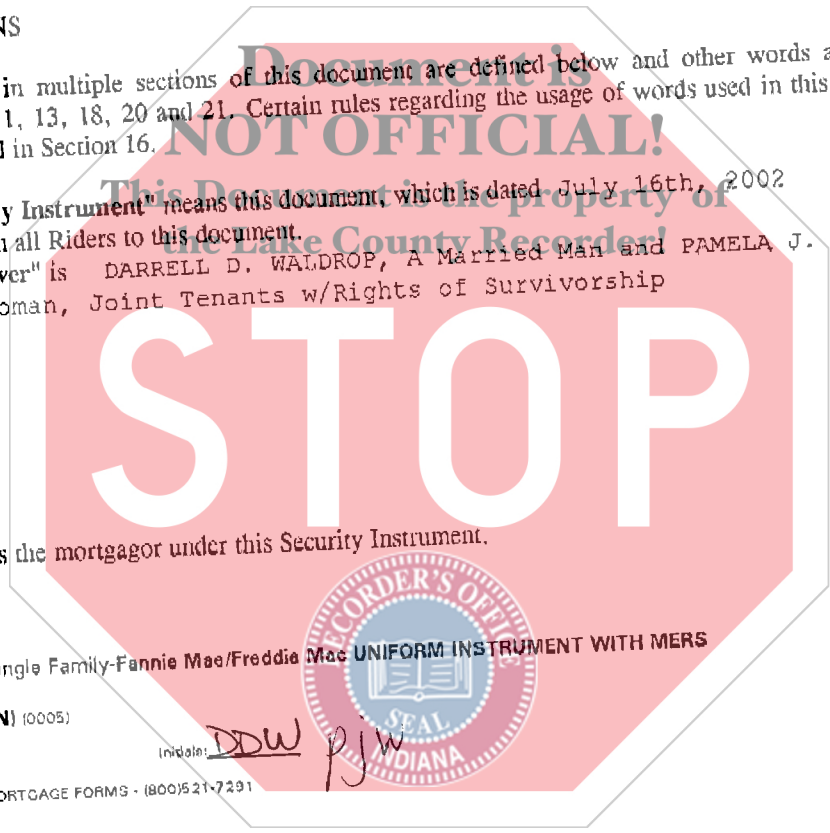 NS
Document is
in multiple sections of this document are defined below and other words a
1, 13, 18, 20 and 21. Certain rules regarding the usage of words used in this
NOT OFFICIAL!
in Section 16.
This Document is the property of
y Instrument" means this document, which is dated July 16th, 2002
all Riders to this document.
the Lake County Recorder!
ver" is DARRELL D. WALDROP, A Married Man and PAMELA J.
oman, Joint Tenants w/Rights of Survivorship
STOP
s the mortgagor under this Security Instrument.
RECORDER'S OFFICE
SEAL
INDIANA
ngle Family-Fannie Mae/Freddie Mac UNIFORM INSTRUMENT WITH MERS
N) (0005)
Initials: DDW PJW
ORTGAGE FORMS - (800)521-7291